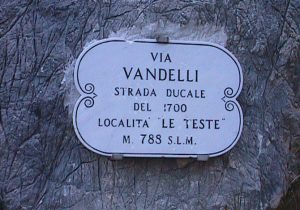 VIA
VANDELLI
STRADA DUCALE
DEL 1700
LOCALITA' "LE TESTE"
M. 788 S.L.M.